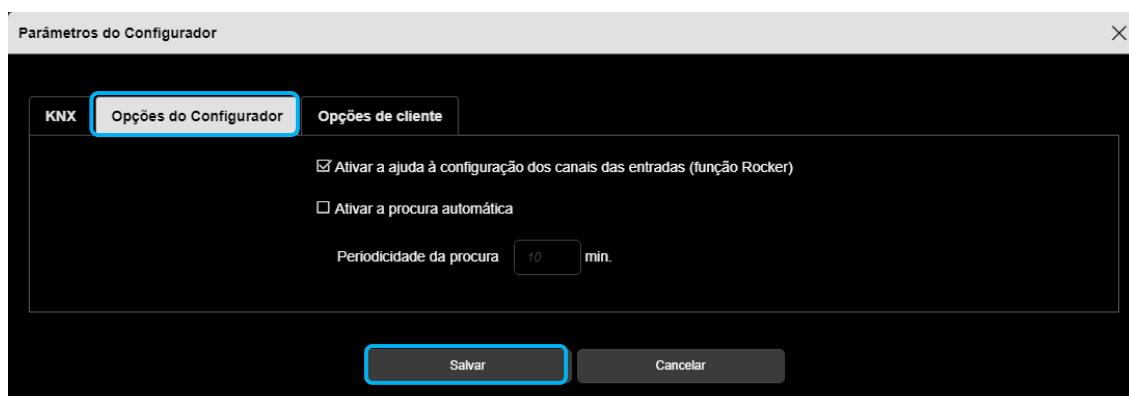 Parâmetros do Configurador
KNX Opções do Configurador Opções de cliente
Ativar a ajuda à configuração dos canais das entradas (função Rocker)
Ativar a procura automática
Periodicidade da procura 10 min.
Salvar Cancelar